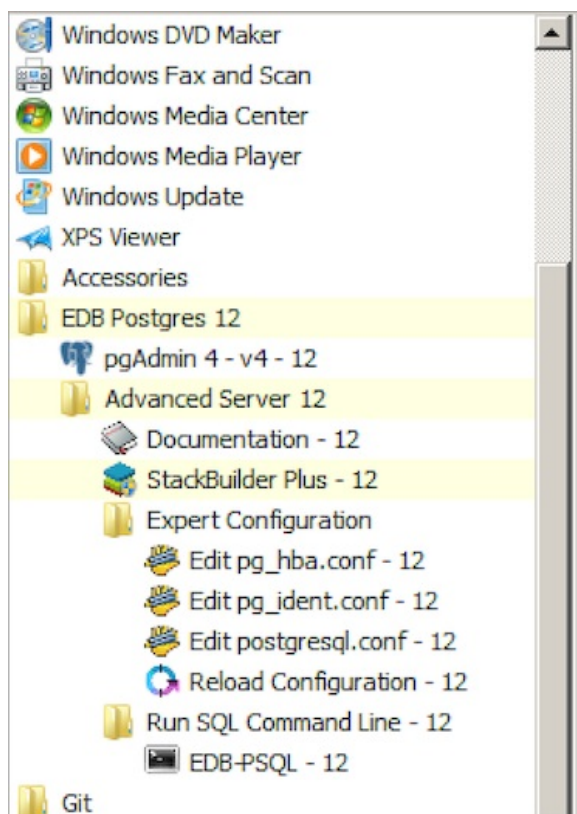 Windows DVD Maker
Windows Fax and Scan
Windows Media Center
Windows Media Player
Windows Update
XPS Viewer
Accessories
EDB Postgres 12
pgAdmin 4 - v4 - 12
Advanced Server 12
Documentation - 12
StackBuilder Plus - 12
Expert Configuration
Edit pg_hba.conf - 12
Edit pg_ident.conf - 12
Edit postgresql.conf - 12
Reload Configuration - 12
Run SQL Command Line - 12
EDB-PSQL - 12
Git